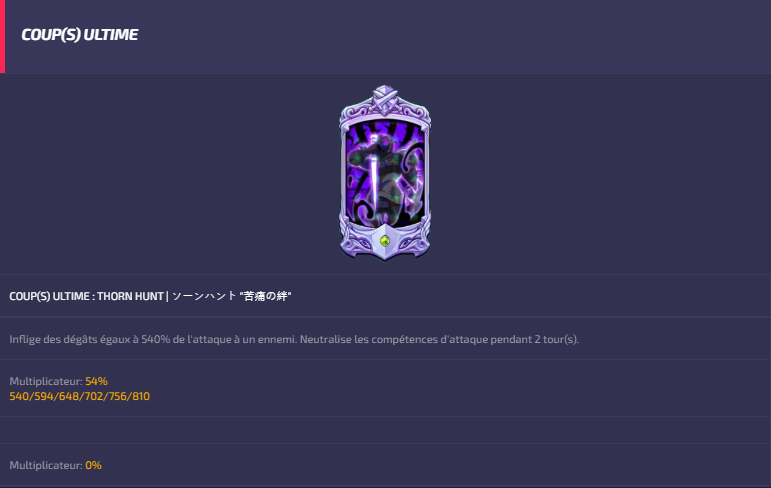 COUP(S) ULTIME
COUP(S) ULTIME : THORN HUNT | ソーンハント "苦痛の絆"
Inflige des dégâts égaux à 540% de l'attaque à un ennemi. Neutralise les compétences d'attaque pendant 2 tour(s).
Multiplicateur: 54%
540/594/648/702/756/810
Multiplicateur: 0%